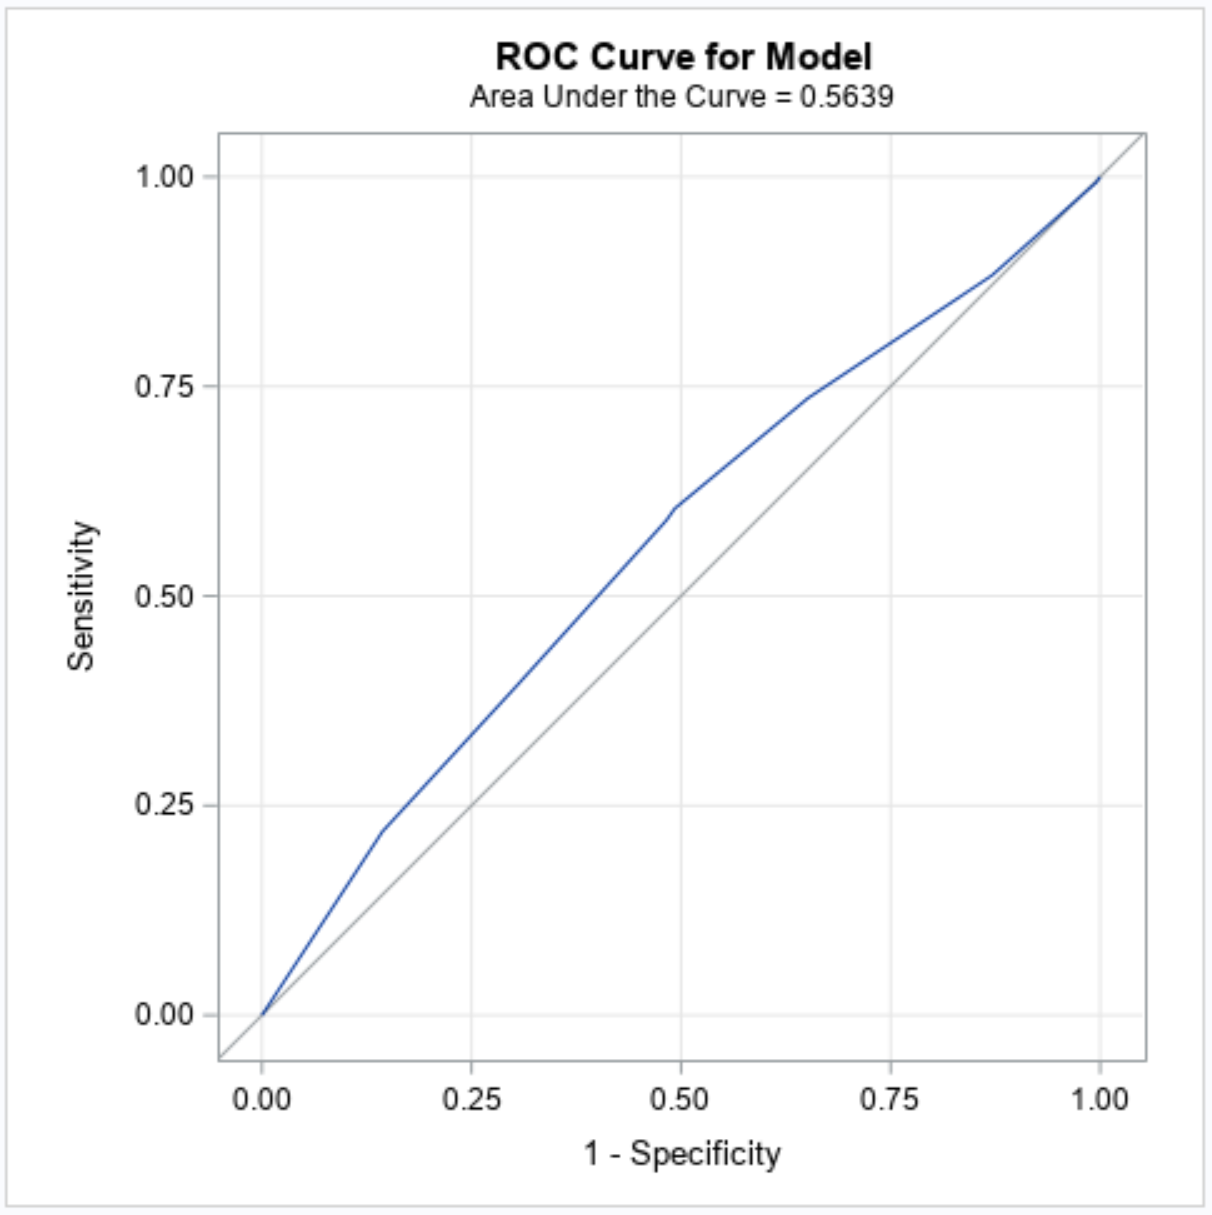 ROC Curve for Model
Area Under the Curve = 0.5639
1.00
0.75
0.50
0.25
0.00
Sensitivity
0.00 0.25 0.50 0.75 1.00
1 - Specificity